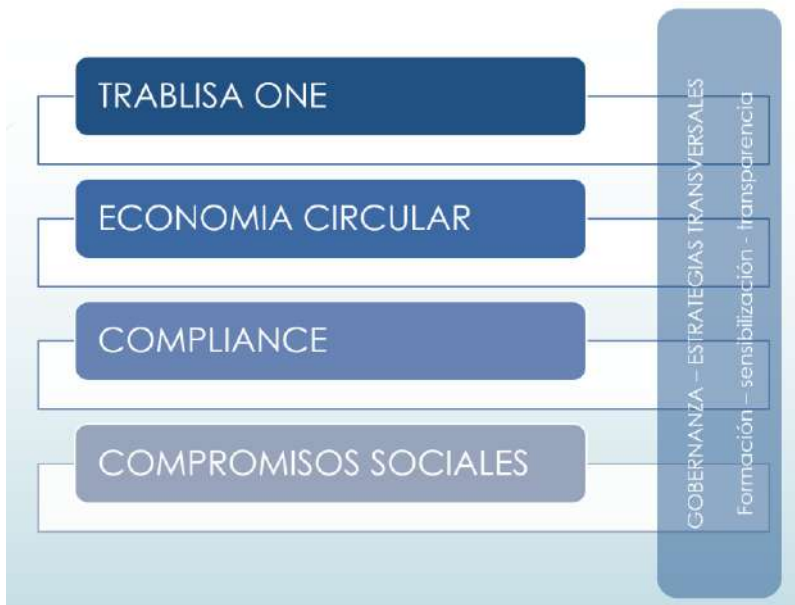 TRABLISA ONE
ECONOMIA CIRCULAR
COMPLIANCE
COMPROMISOS SOCIALES
GOBERNANZA – ESTRATEGIAS TRANSVERSALES
Formación – sensibilización - transparencia